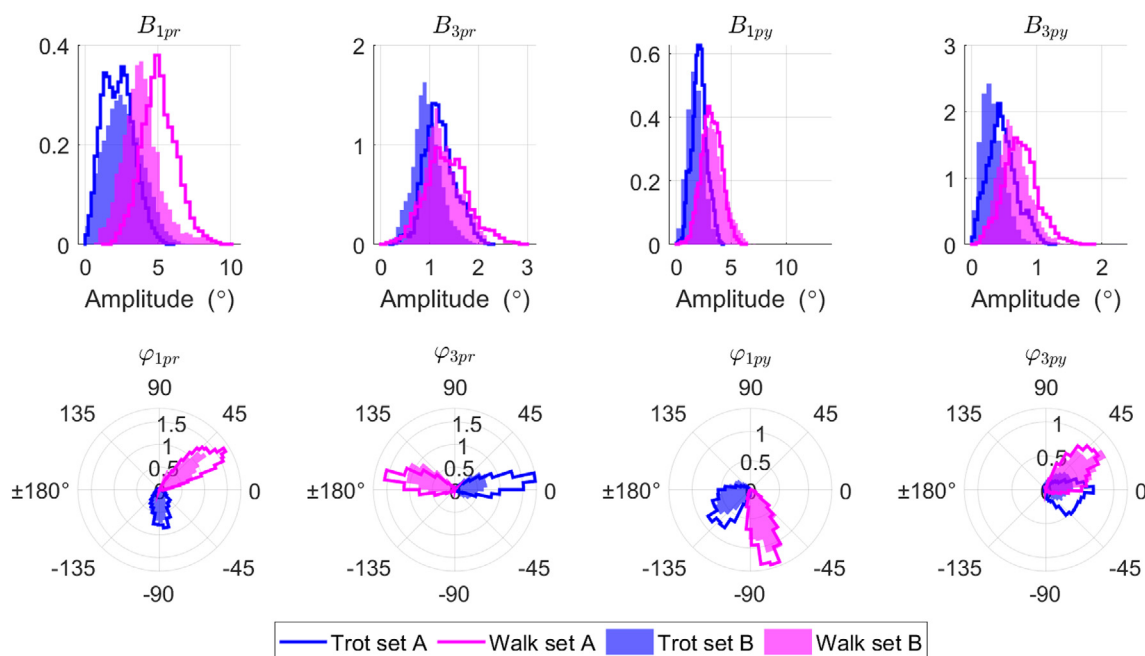 B1pr B3pr B1py B3py
0.4 2 0.6 3
0.2 1 0.4 2
0.2 1
0 0 0 0
0 5 10 0 1 2 3 0 5 10 0 1 2
Amplitude (°) Amplitude (°) Amplitude (°) Amplitude (°)
φ1pr φ3pr φ1py φ3py
90 90 90 90
135 45 135 45 135 45 135 45
1.5 1.5 1 1
1 1 0.5 0.5
0.5 0.5
±180° 0 0 ±180° 0 0 ±180° 0 0 ±180° 0 0
-135 -45 -135 -45 -135 -45 -135 -45
-90 -90 -90 -90
Trot set A Walk set A Trot set B Walk set B